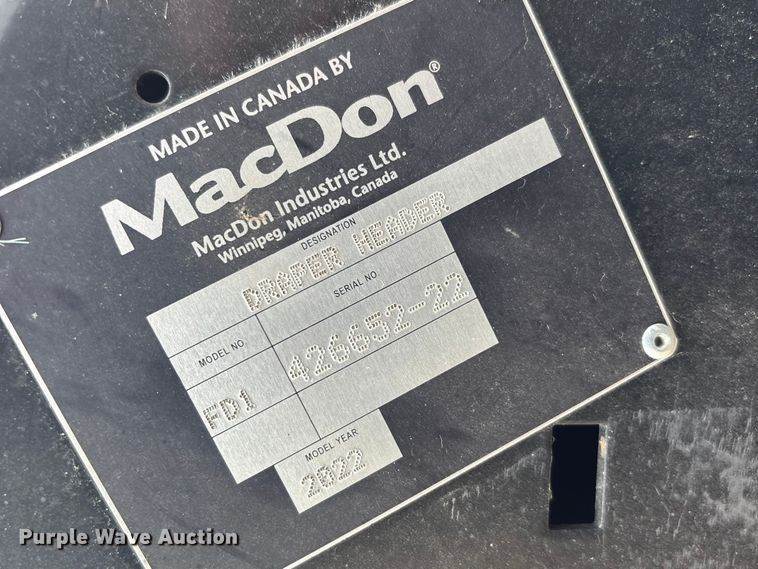 MADE IN CANADA BY
MacDon®
MacDon Industries Ltd.
Winnipeg, Manitoba, Canada
DESIGNATION
DRAPER HEADER
MODEL NO
SERIAL NO.
FD1
426652-22
MODEL YEAR
2022
Purple Wave Auction